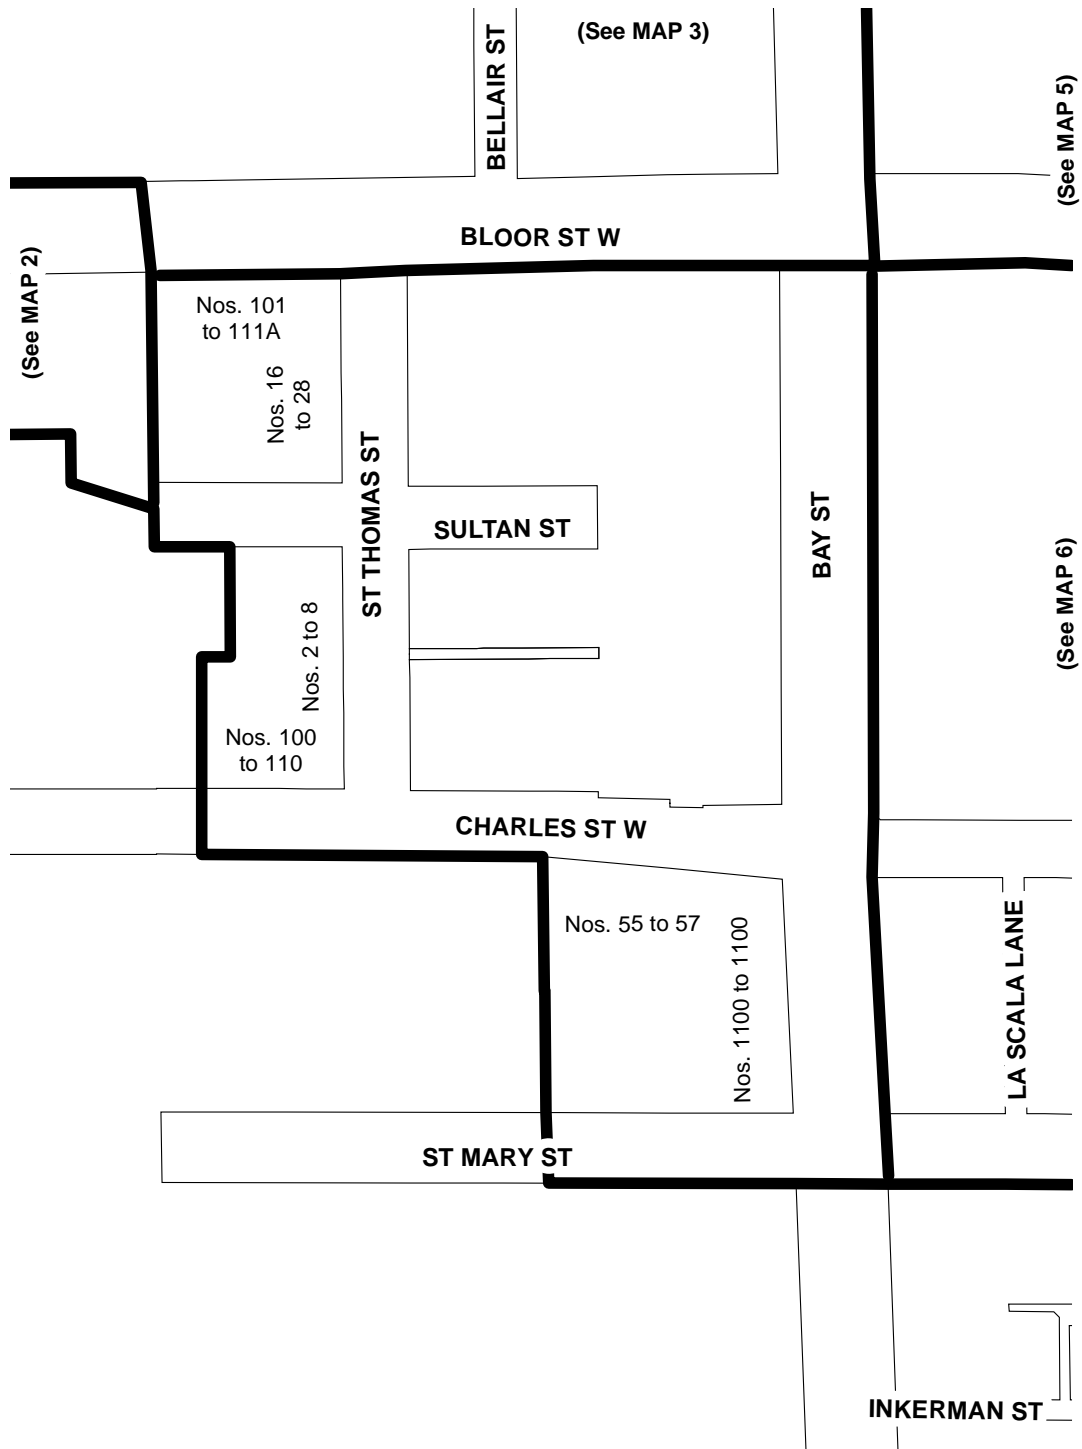 (See MAP 3)
BELLAIR ST
(See MAP 5)
BLOOR ST W
(See MAP 2)
Nos. 101
to 111A
Nos. 16
to 28
ST THOMAS ST
SULTAN ST
BAY ST
(See MAP 6)
Nos. 2 to 8
Nos. 100
to 110
CHARLES ST W
Nos. 55 to 57
Nos. 1100 to 1100
LA SCALA LANE
ST MARY ST
INKERMAN ST